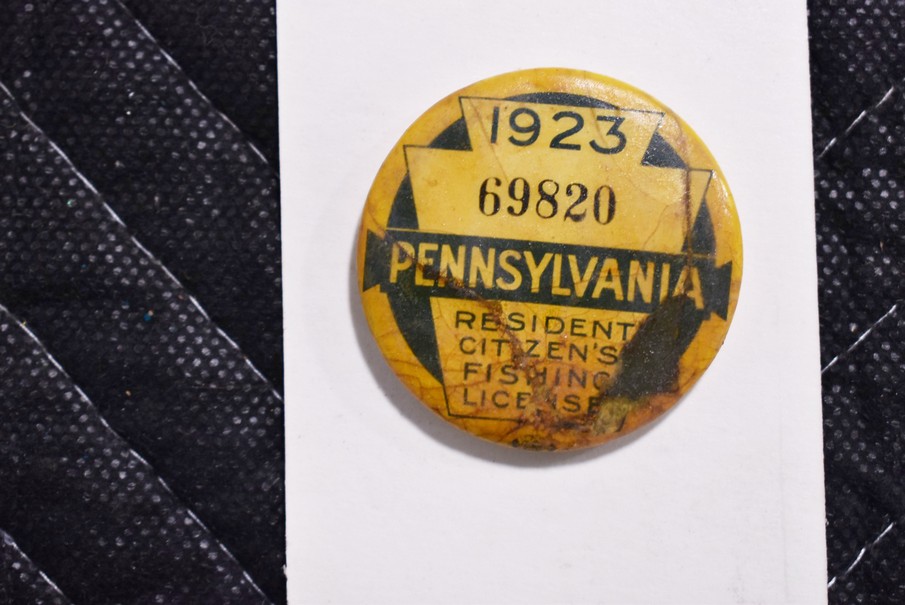 1923
69820
PENNSYLVANIA
RESIDENT
CITIZEN'S
FISHING
LICENSE